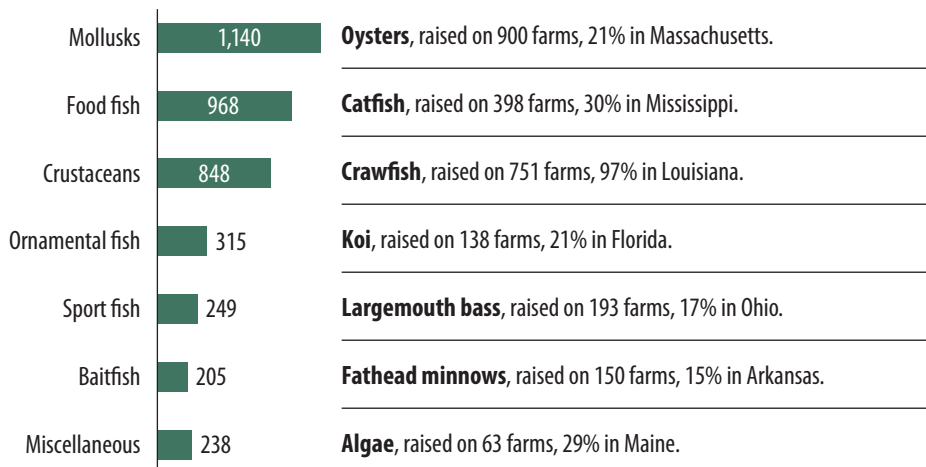 Mollusks 1,140 Oysters, raised on 900 farms, 21% in Massachusetts.
Food fish 968 Catfish, raised on 398 farms, 30% in Mississippi.
Crustaceans 848 Crawfish, raised on 751 farms, 97% in Louisiana.
Ornamental fish 315 Koi, raised on 138 farms, 21% in Florida.
Sport fish 249 Largemouth bass, raised on 193 farms, 17% in Ohio.
Baitfish 205 Fathead minnows, raised on 150 farms, 15% in Arkansas.
Miscellaneous 238 Algae, raised on 63 farms, 29% in Maine.